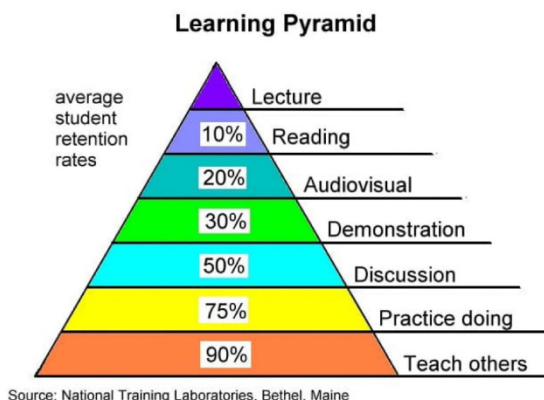 Learning Pyramid
average
student
retention
rates
Lecture
10%
Reading
20%
Audiovisual
30%
Demonstration
50%
Discussion
75%
Practice doing
90%
Teach others
Source: National Training Laboratories, Bethel, Maine